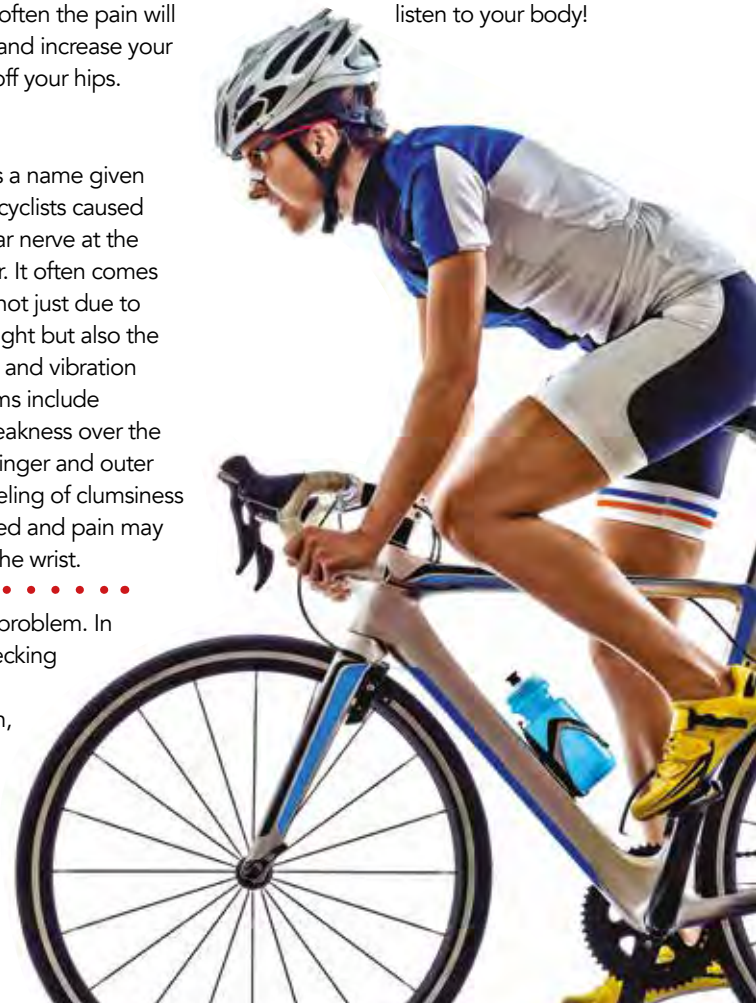 often the pain will
and increase your
off your hips.
s a name given
cyclists caused
ar nerve at the
r. It often comes
not just due to
ght but also the
and vibration
ms include
eakness over the
inger and outer
eling of clumsiness
ed and pain may
he wrist.
problem. In
ecking
n,
listen to your body!